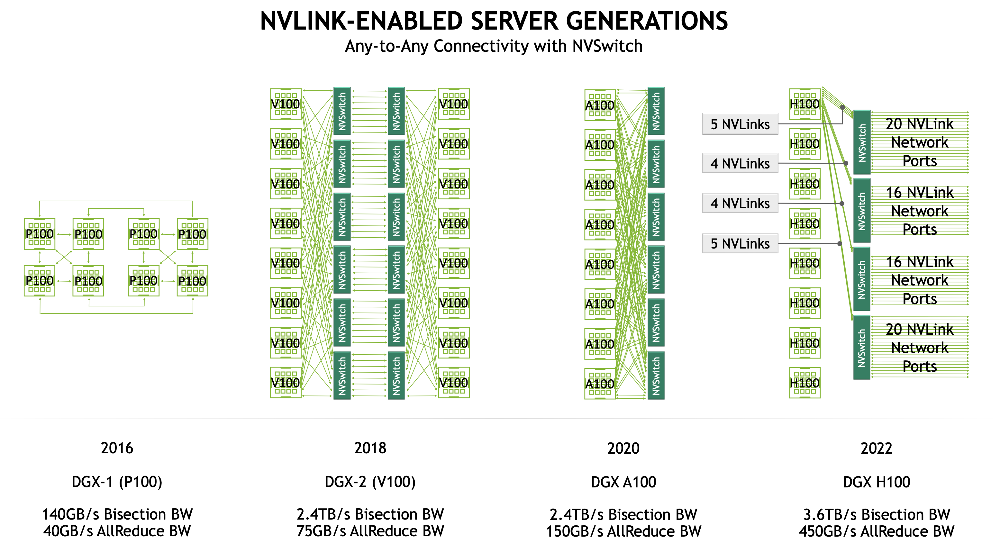 NVLINK-ENABLED SERVER GENERATIONS
Any-to-Any Connectivity with NVSwitch
P100
P100
P100
P100
P100
P100
P100
P100
V100
V100
V100
V100
V100
V100
V100
V100
NVSwitch
NVSwitch
NVSwitch
NVSwitch
NVSwitch
NVSwitch
NVSwitch
NVSwitch
NVSwitch
NVSwitch
NVSwitch
NVSwitch
V100
V100
V100
V100
V100
V100
V100
V100
A100
A100
A100
A100
A100
A100
A100
A100
NVSwitch
NVSwitch
NVSwitch
NVSwitch
NVSwitch
NVSwitch
5 NVLinks
4 NVLinks
4 NVLinks
5 NVLinks
H100
H100
H100
H100
H100
H100
H100
H100
NVSwitch
NVSwitch
NVSwitch
NVSwitch
20 NVLink
Network
Ports
16 NVLink
Network
Ports
16 NVLink
Network
Ports
20 NVLink
Network
Ports
2016
DGX-1 (P100)
140GB/s Bisection BW
40GB/s AllReduce BW
2018
DGX-2 (V100)
2.4TB/s Bisection BW
75GB/s AllReduce BW
2020
DGX A100
2.4TB/s Bisection BW
150GB/s AllReduce BW
2022
DGX H100
3.6TB/s Bisection BW
450GB/s AllReduce BW